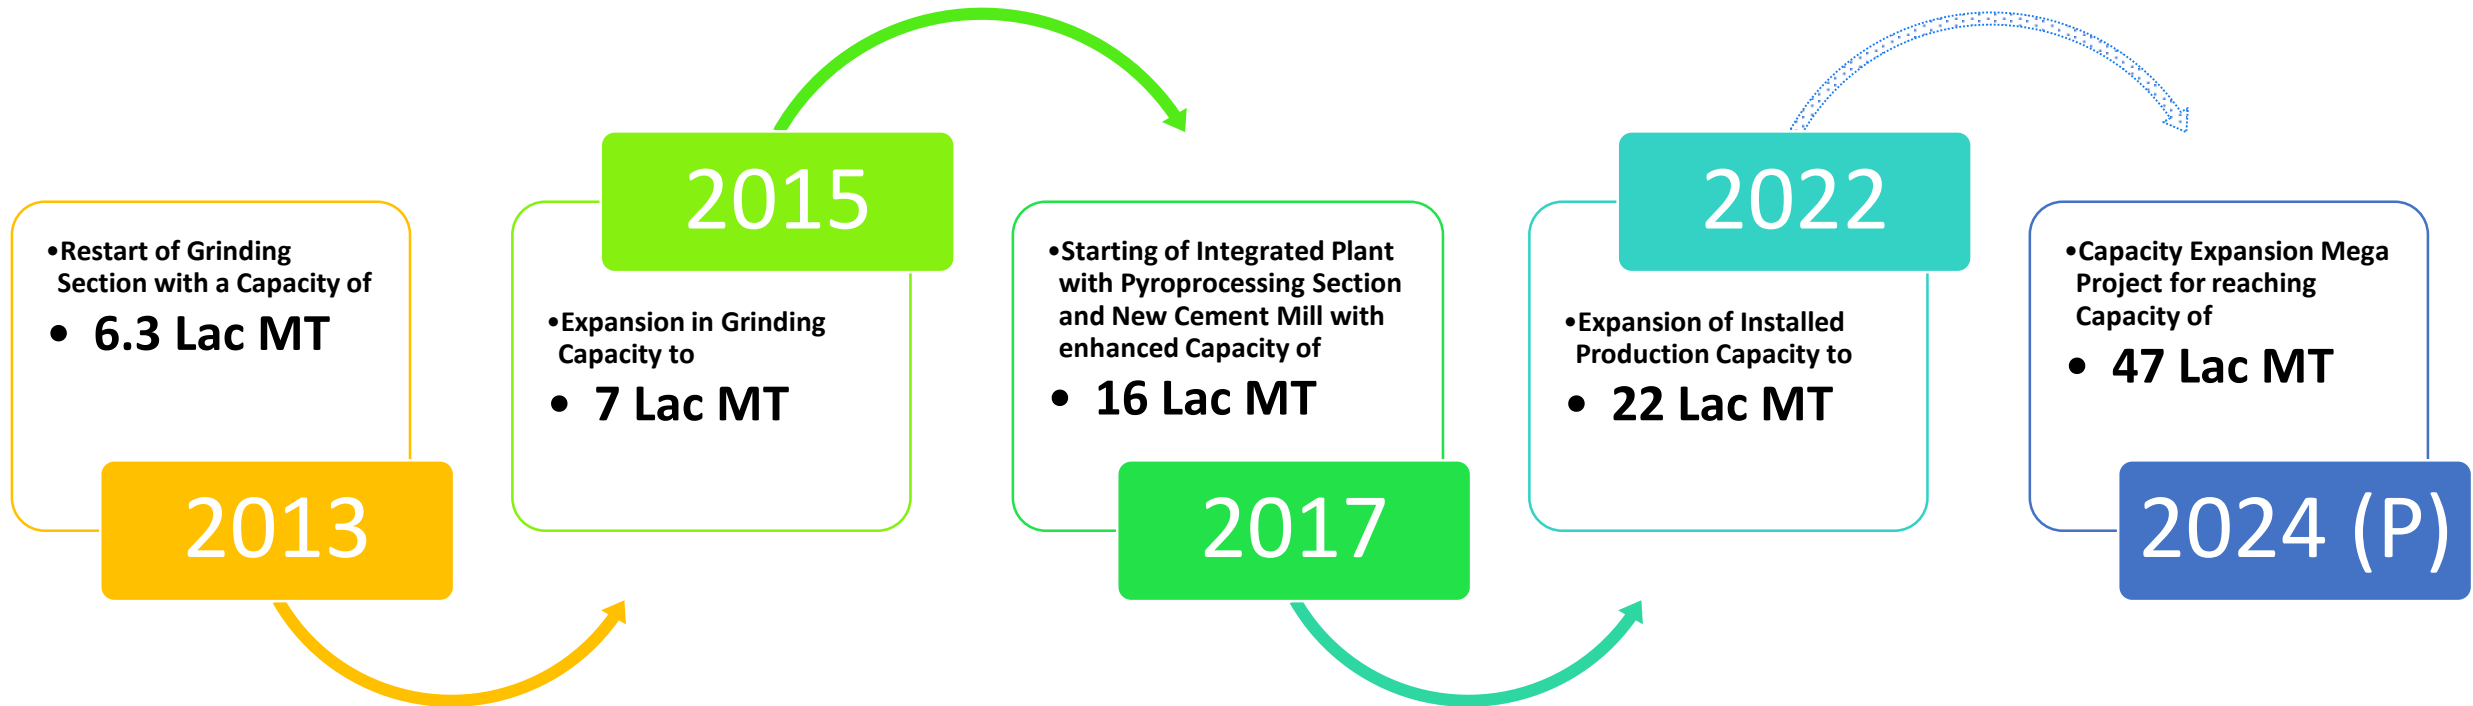 •Restart of Grinding
Section with a Capacity of
• 6.3 Lac MT
2013
2015
•Expansion in Grinding
Capacity to
• 7 Lac MT
•Starting of Integrated Plant
with Pyroprocessing Section
and New Cement Mill with
enhanced Capacity of
• 16 Lac MT
2017
2022
•Expansion of Installed
Production Capacity to
• 22 Lac MT
•Capacity Expansion Mega
Project for reaching
Capacity of
• 47 Lac MT
2024 (P)